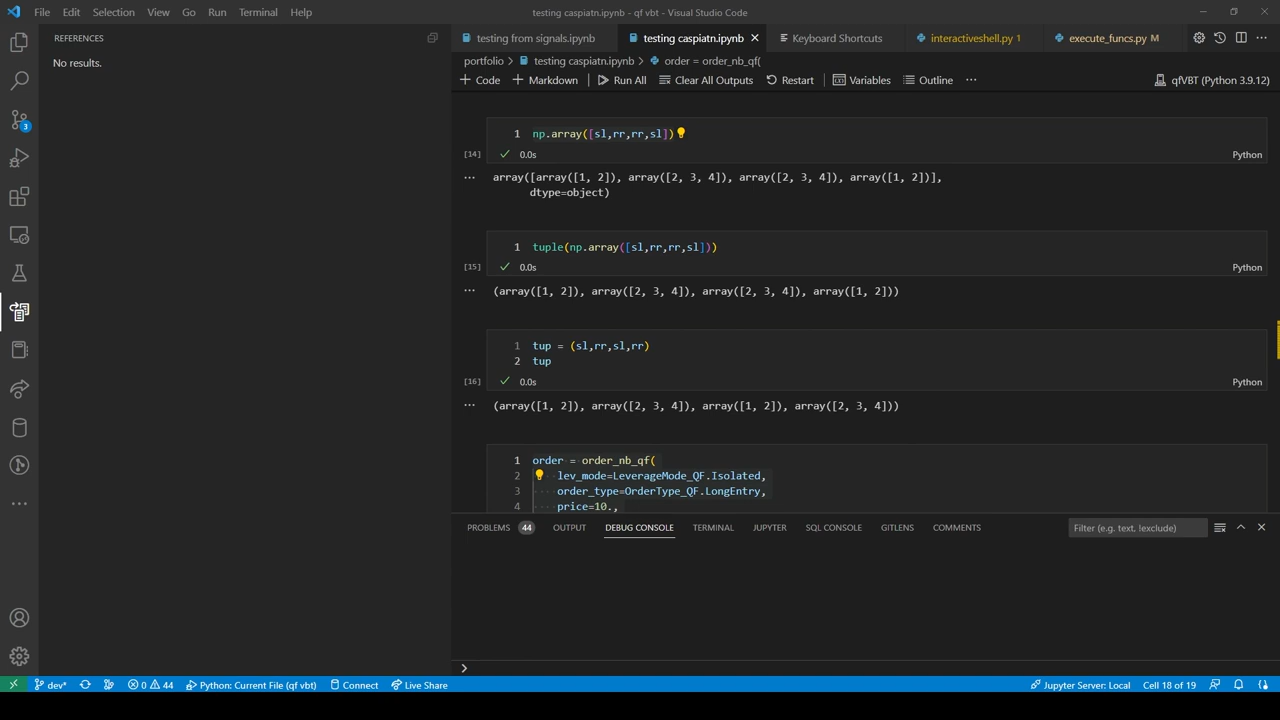 File Edit Selection View Go Run Terminal Help
testing caspiatn.ipynb - qf vbt - Visual Studio Code
REFERENCES
No results.
testing from signals.ipynb
testing caspiatn.ipynb
Keyboard Shortcuts
interactiveshell.py 1
execute_funcs.py M
portfolio > testing caspiatn.ipynb > order = order_nb_qf(
+ Code + Markdown Run All Clear All Outputs Restart Variables Outline ... qfVBT (Python 3.9.12)
1 np.array([sl,rr,rr,sl])
[14] 0.0s Python
... array([array([1, 2]), array([2, 3, 4]), array([2, 3, 4]), array([1, 2])],
dtype=object)
1 tuple(np.array([sl,rr,rr,sl]))
[15] 0.0s Python
... (array([1, 2]), array([2, 3, 4]), array([2, 3, 4]), array([1, 2]))
1 tup = (sl,rr,sl,rr)
2 tup
[16] 0.0s Python
... (array([1, 2]), array([2, 3, 4]), array([1, 2]), array([2, 3, 4]))
1 order = order_nb_qf(
2 lev_mode=LeverageMode_QF.Isolated,
3 order_type=OrderType_QF.LongEntry,
4 price=10.,
PROBLEMS 44 OUTPUT DEBUG CONSOLE TERMINAL JUPYTER SQL CONSOLE GITLENS COMMENTS Filter (e.g. text, !exclude)
3
dev* 0 44 Python: Current File (qf vbt) Connect Live Share Jupyter Server: Local Cell 18 of 19